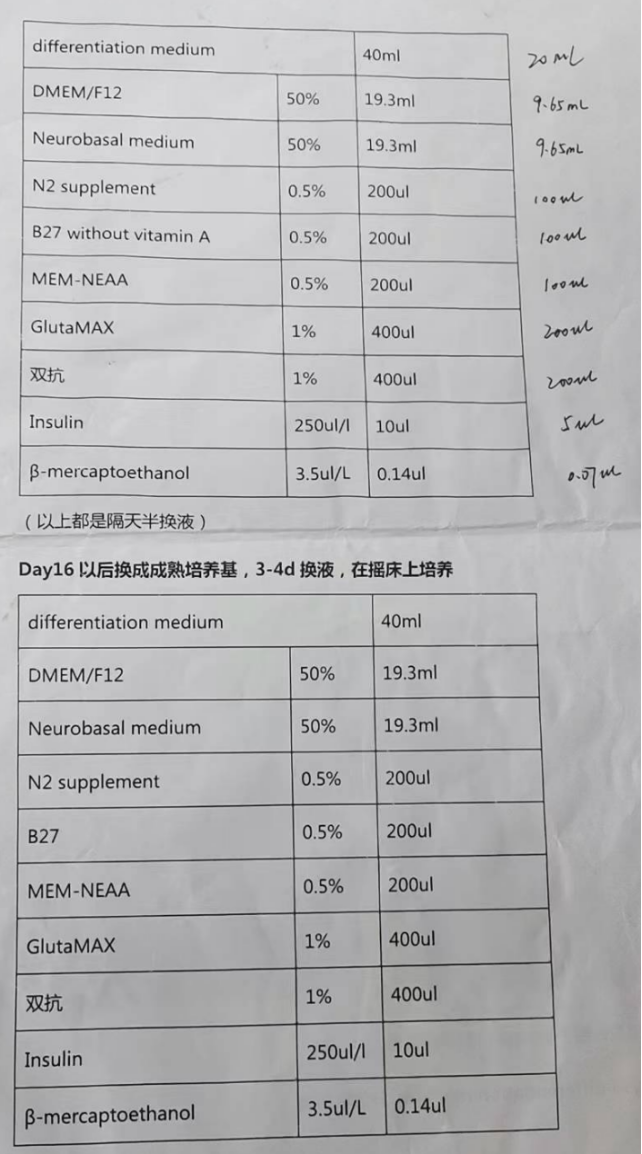 differentiation medium 40ml 20mL
DMEM/F12 50% 19.3ml 9.65mL
Neurobasal medium 50% 19.3ml 9.65mL
N2 supplement 0.5% 200ul 100ul
B27 without vitamin A 0.5% 200ul 100ul
MEM-NEAA 0.5% 200ul 100ul
GlutaMAX 1% 400ul 200ul
双抗 1% 400ul 200ul
Insulin 250ul/l 10ul 5ul
β-mercaptoethanol 3.5ul/L 0.14ul 0.07ul
（以上都是隔天半换液）
Day16 以后换成成熟培养基，3-4d 换液，在摇床上培养
differentiation medium 40ml
DMEM/F12 50% 19.3ml
Neurobasal medium 50% 19.3ml
N2 supplement 0.5% 200ul
B27 0.5% 200ul
MEM-NEAA 0.5% 200ul
GlutaMAX 1% 400ul
双抗 1% 400ul
Insulin 250ul/l 10ul
β-mercaptoethanol 3.5ul/L 0.14ul